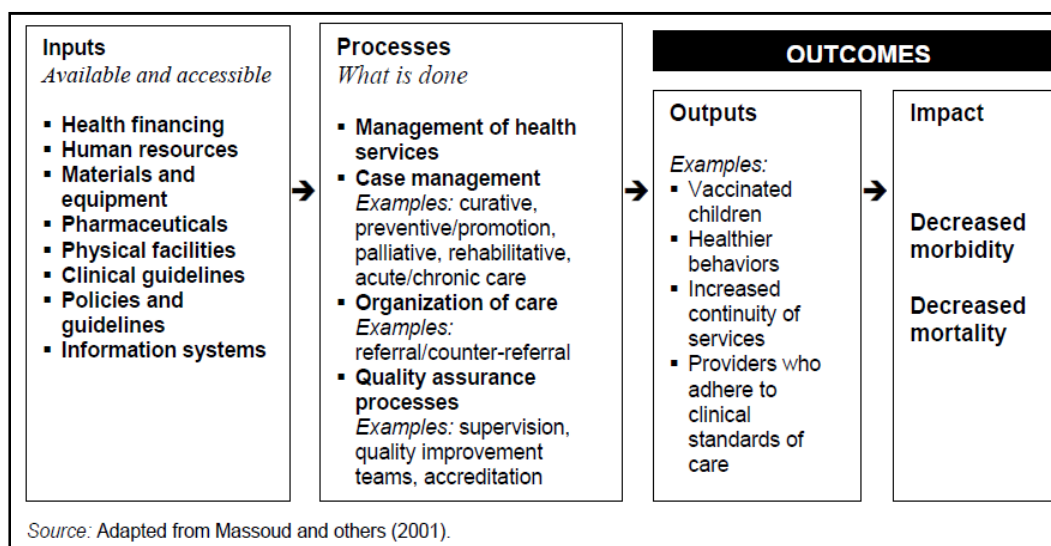 Inputs
Available and accessible
▪ Health financing
▪ Human resources
▪ Materials and
equipment
▪ Pharmaceuticals
▪ Physical facilities
▪ Clinical guidelines
▪ Policies and
guidelines
▪ Information systems
➔
Processes
What is done
▪ Management of health
services
▪ Case management
Examples: curative,
preventive/promotion,
palliative, rehabilitative,
acute/chronic care
▪ Organization of care
Examples:
referral/counter-referral
▪ Quality assurance
processes
Examples: supervision,
quality improvement
teams, accreditation
➔
OUTCOMES
Outputs
Examples:
▪ Vaccinated
children
▪ Healthier
behaviors
▪ Increased
continuity of
services
▪ Providers who
adhere to
clinical
standards of
care
➔
Impact
Decreased
morbidity
Decreased
mortality
Source: Adapted from Massoud and others (2001).